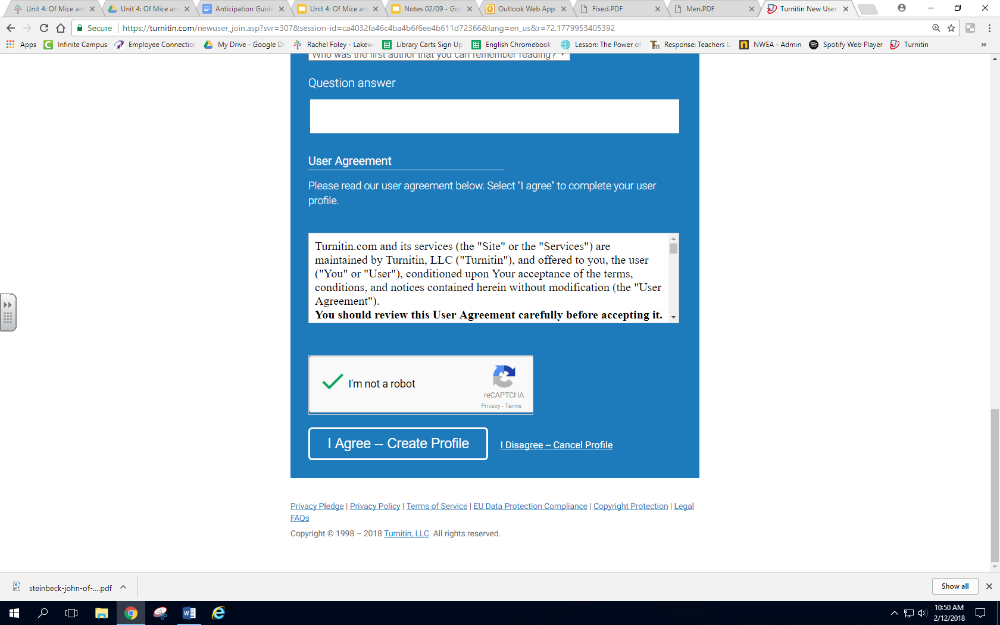 Unit 4: Of Mice an
Unit 4: Of Mice an
Anticipation Guide
Unit 4: Of Mice an
Notes 02/09 - Goo
Outlook Web App
Fixed.PDF
Men.PDF
Turnitin New User
Secure
https://turnitin.com/newuser_join.asp?svr=307&session-id=ca4032fa46c4ba4b6f6ee4b611d72366&lang=en_us&r=72.1779953405392
Apps
Infinite Campus
Employee Connection
My Drive - Google Dr
Rachel Foley - Lakew
Library Carts Sign Up
English Chromebook
Lesson: The Power of
Tm
Response: Teachers L
NWEA - Admin
Spotify Web Player
Turnitin
»
Who was the first author that you can remember reading?
Question answer
User Agreement
Please read our user agreement below. Select "I agree" to complete your user
profile.
Turnitin.com and its services (the "Site" or the "Services") are
maintained by Turnitin, LLC ("Turnitin"), and offered to you, the user
("You" or "User"), conditioned upon Your acceptance of the terms,
conditions, and notices contained herein without modification (the "User
Agreement").
You should review this User Agreement carefully before accepting it.
I'm not a robot
reCAPTCHA
Privacy - Terms
I Agree -- Create Profile
I Disagree -- Cancel Profile
Privacy Pledge | Privacy Policy | Terms of Service | EU Data Protection Compliance | Copyright Protection | Legal
FAQs
Copyright © 1998 – 2018 Turnitin, LLC. All rights reserved.
steinbeck-john-of-....pdf
Show all
10:50 AM
2/12/2018